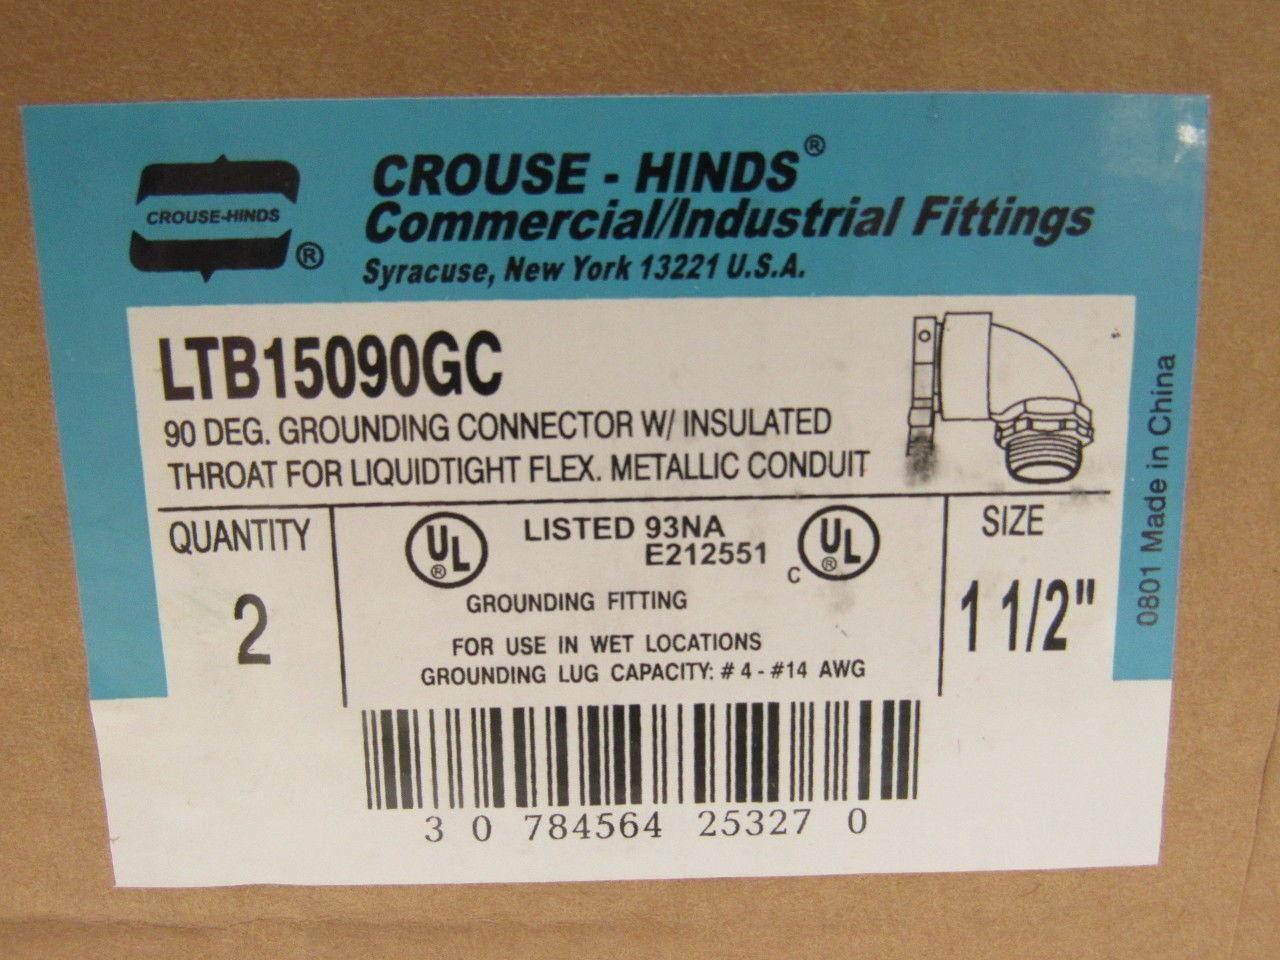 CROUSE-HINDS
®
CROUSE - HINDS®
Commercial/Industrial Fittings
Syracuse, New York 13221 U.S.A.
LTB15090GC
90 DEG. GROUNDING CONNECTOR W/ INSULATED
THROAT FOR LIQUIDTIGHT FLEX. METALLIC CONDUIT
QUANTITY
2
UL
®
LISTED 93NA
E212551
C UL
®
GROUNDING FITTING
FOR USE IN WET LOCATIONS
GROUNDING LUG CAPACITY: # 4 - #14 AWG
SIZE
1 1/2"
0801 Made in China
3 0 784564 25327 0